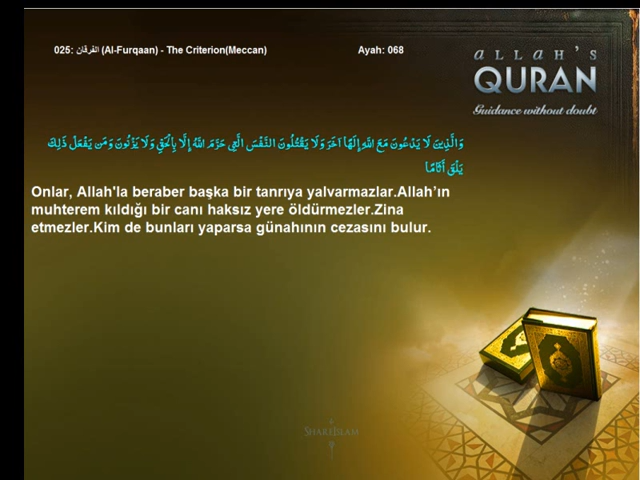 025: الفرقان (Al-Furqaan) - The Criterion(Meccan) Ayah: 068
ALLAH'S
QURAN
Guidance without doubt
وَالَّذِينَ لَا يَدْعُونَ مَعَ اللَّهِ إِلَهًا آخَرَ وَلَا يَقْتُلُونَ النَّفْسَ الَّتِي حَرَّمَ اللَّهُ إِلَّا بِالْحَقِّ وَلَا يَزْنُونَ وَمَن يَفْعَلْ ذَلِكَ
يَلْقَ أَثَامًا
Onlar, Allah'la beraber başka bir tanrıya yalvarmazlar.Allah’ın
muhterem kıldığı bir canı haksız yere öldürmezler.Zina
etmezler.Kim de bunları yaparsa günahının cezasını bulur.
SHAREISLAM